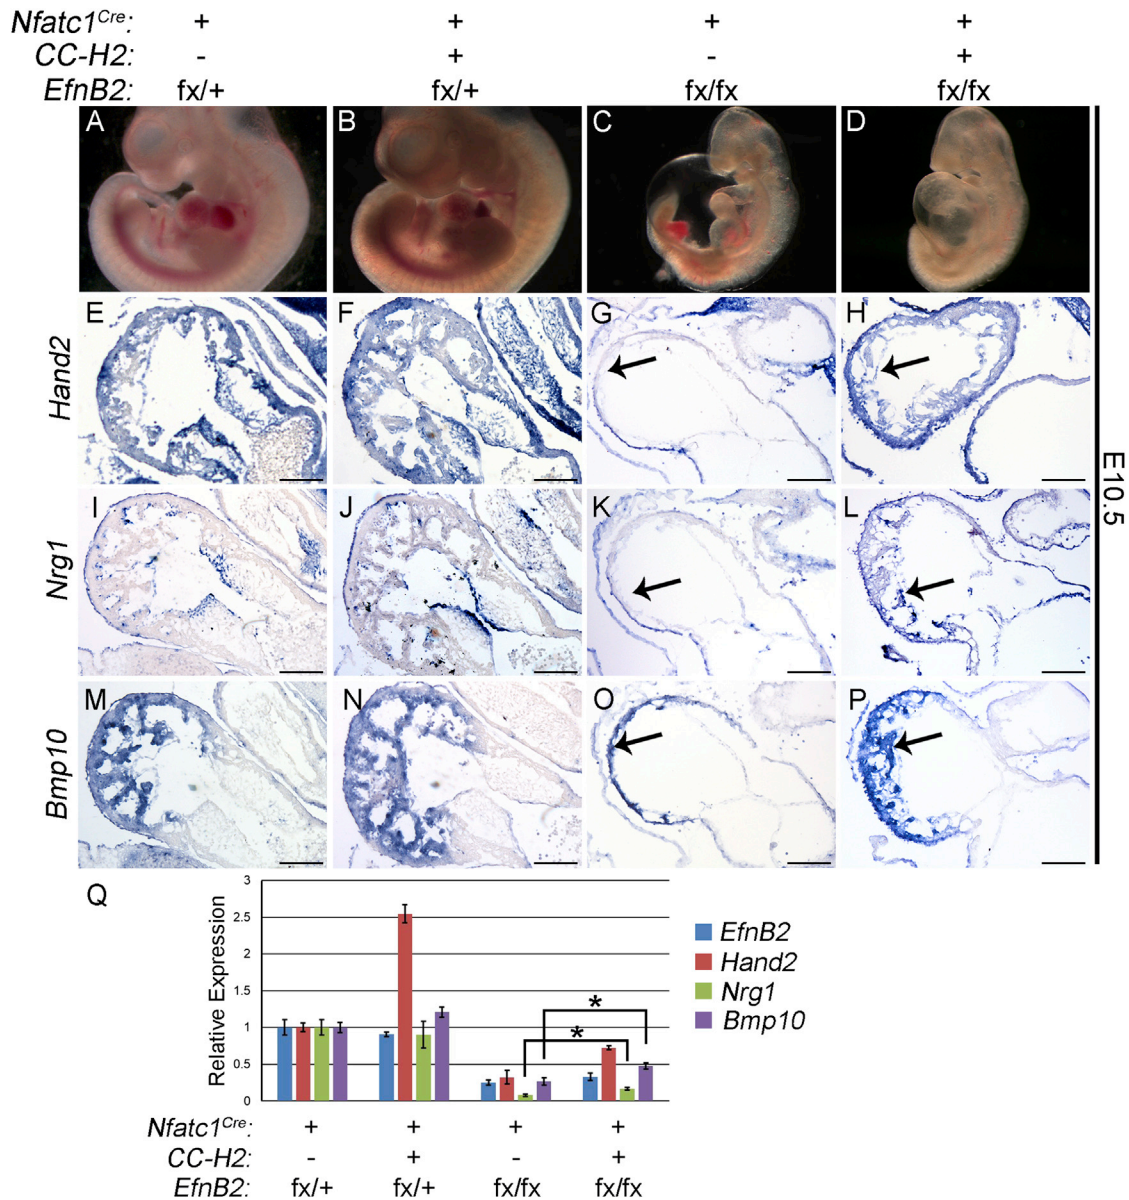 Nfatc1Cre: + + + +
CC-H2: - + - +
EfnB2: fx/+ fx/+ fx/fx fx/fx
A B C D
Hand2 E F G H
E10.5
Nrg1 I J K L
Bmp10 M N O P
Q
Relative Expression
3
2.5
2
1.5
1
0.5
0
* *
EfnB2
Hand2
Nrg1
Bmp10
Nfatc1Cre: + + + +
CC-H2: - + - +
EfnB2: fx/+ fx/+ fx/fx fx/fx